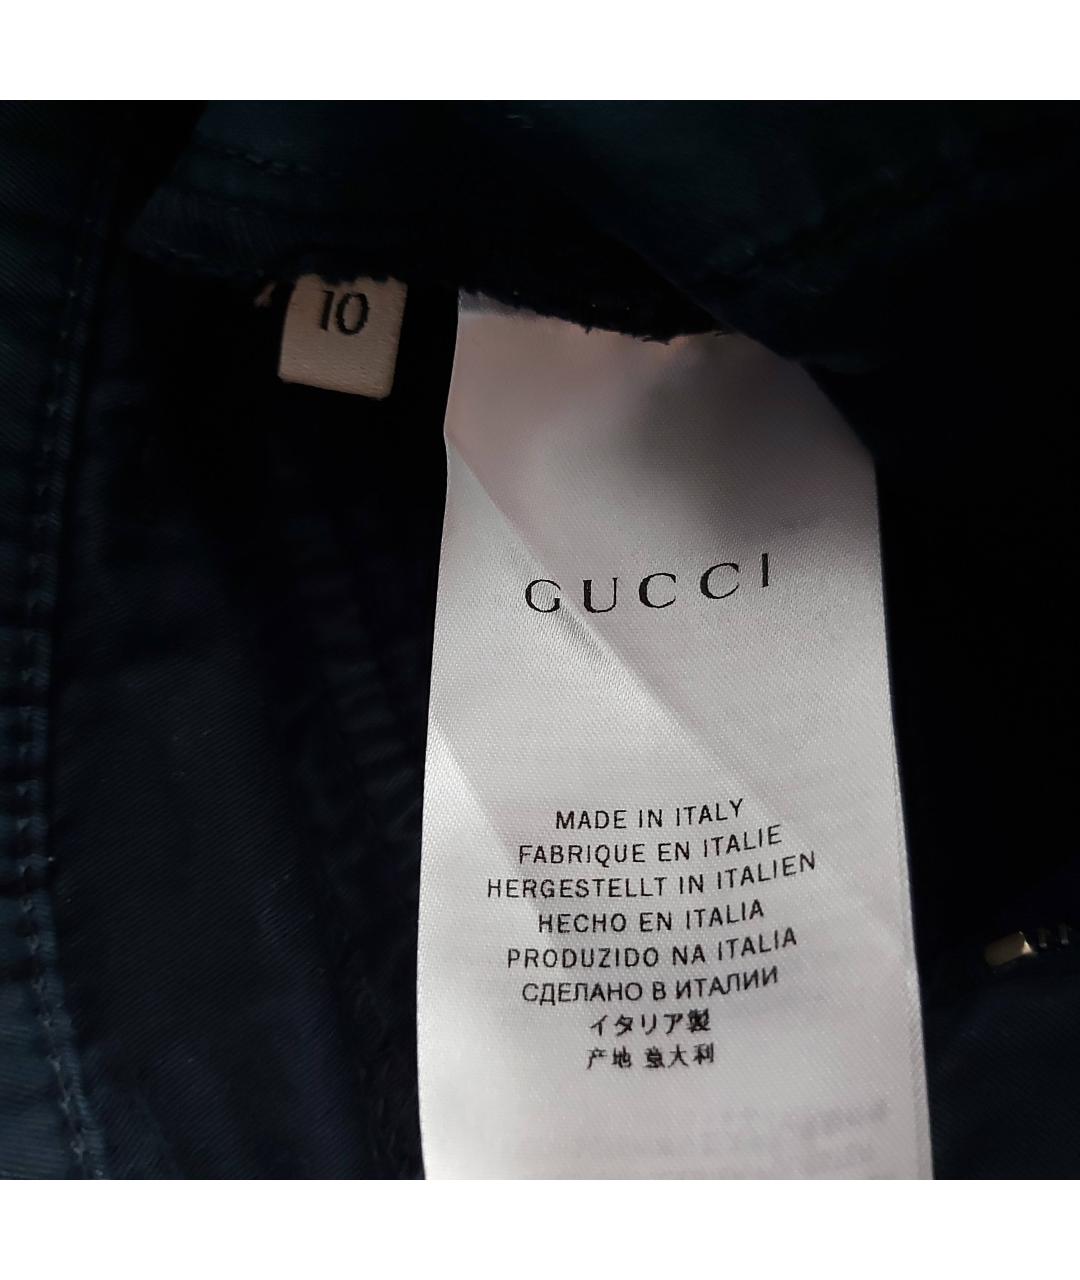 10
GUCCI
MADE IN ITALY
FABRIQUE EN ITALIE
HERGESTELLT IN ITALIEN
HECHO EN ITALIA
PRODUZIDO NA ITALIA
СДЕЛАНО В ИТАЛИИ
イタリア製
产地 意大利